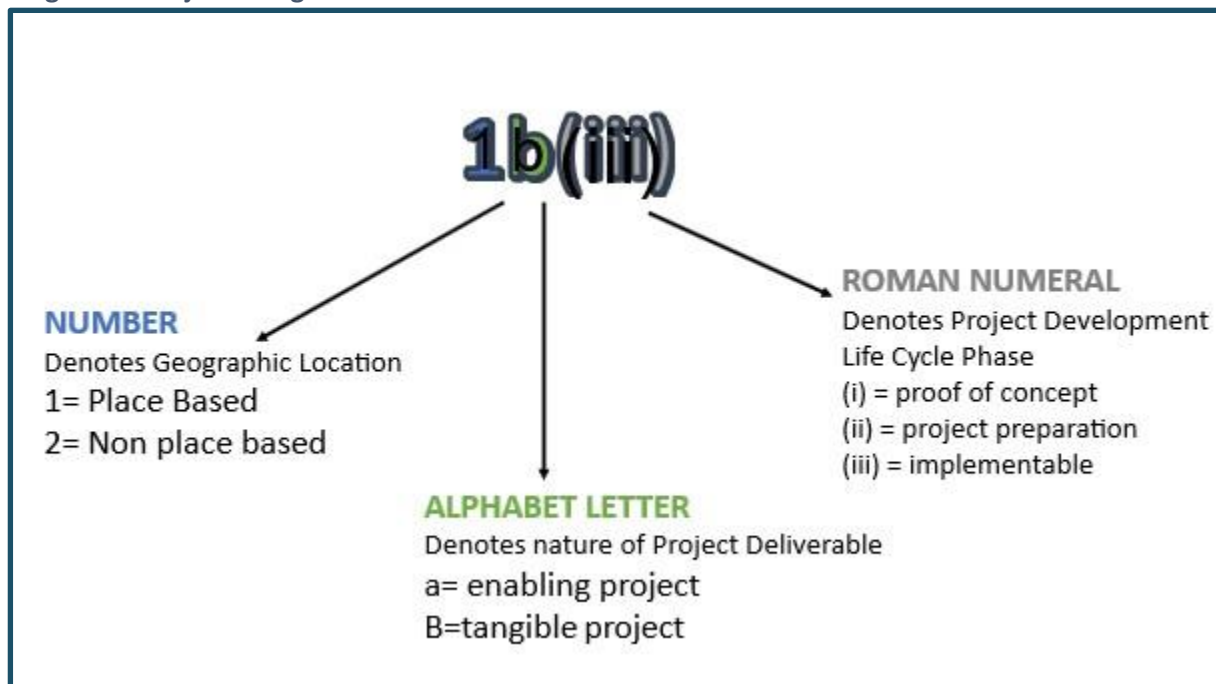 1b(iii)
NUMBER
Denotes Geographic Location
1= Place Based
2= Non place based
ALPHABET LETTER
Denotes nature of Project Deliverable
a= enabling project
B=tangible project
ROMAN NUMERAL
Denotes Project Development
Life Cycle Phase
(i) = proof of concept
(ii) = project preparation
(iii) = implementable